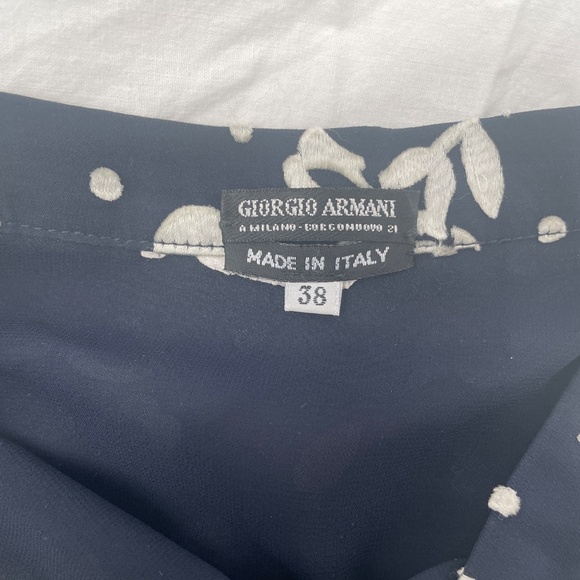 GIORGIO ARMANI
A MILANO-BORGONUOVO 21
MADE IN ITALY
38